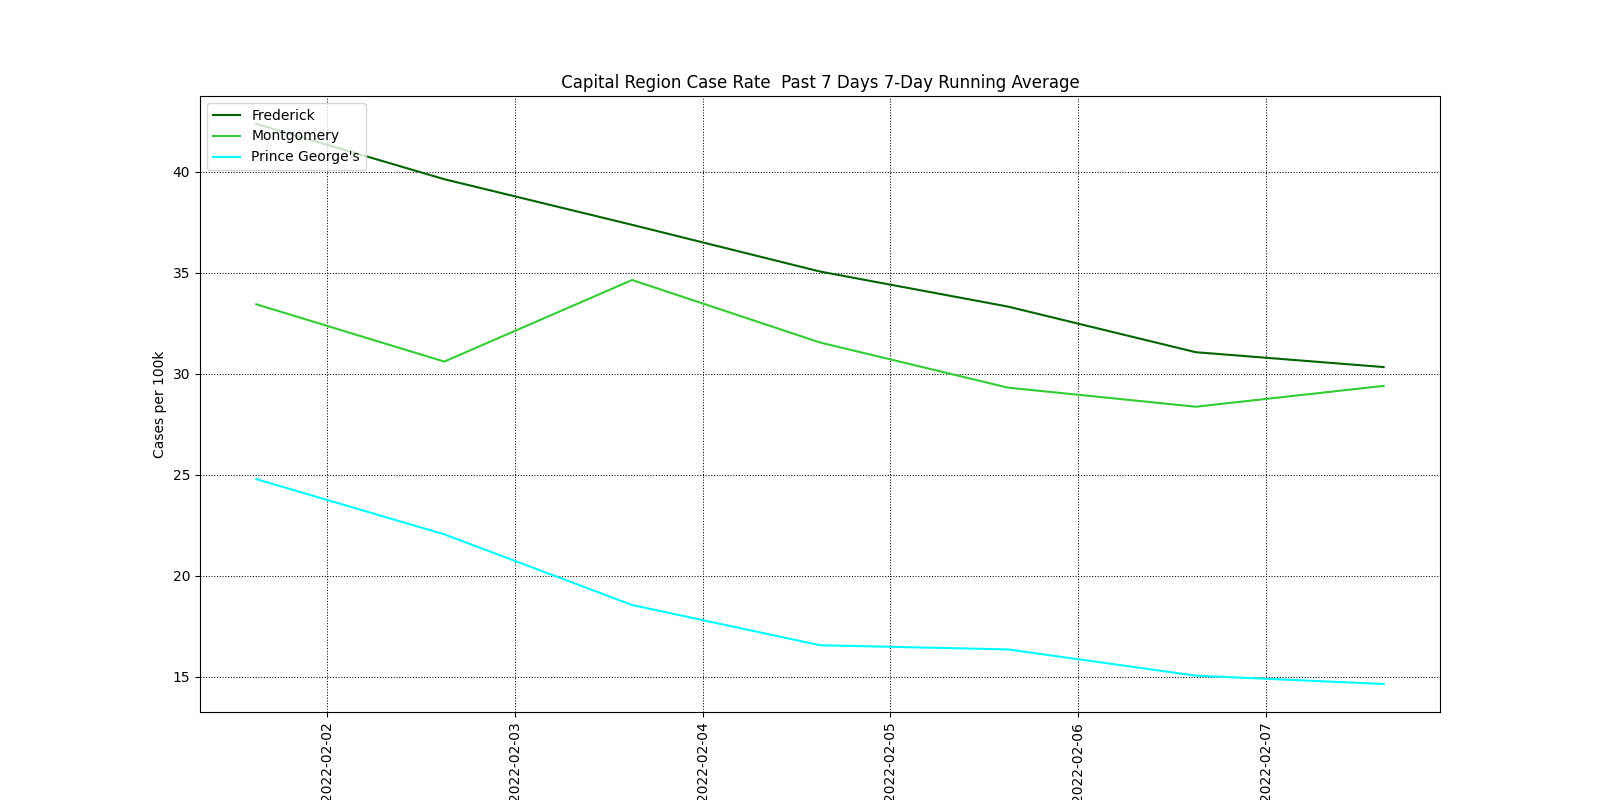 Capital Region Case Rate  Past 7 Days 7-Day Running Average
Frederick
Montgomery
Prince George's
40
35
30
25
20
15
Cases per 100k
2022-02-02
2022-02-03
2022-02-04
2022-02-05
2022-02-06
2022-02-07